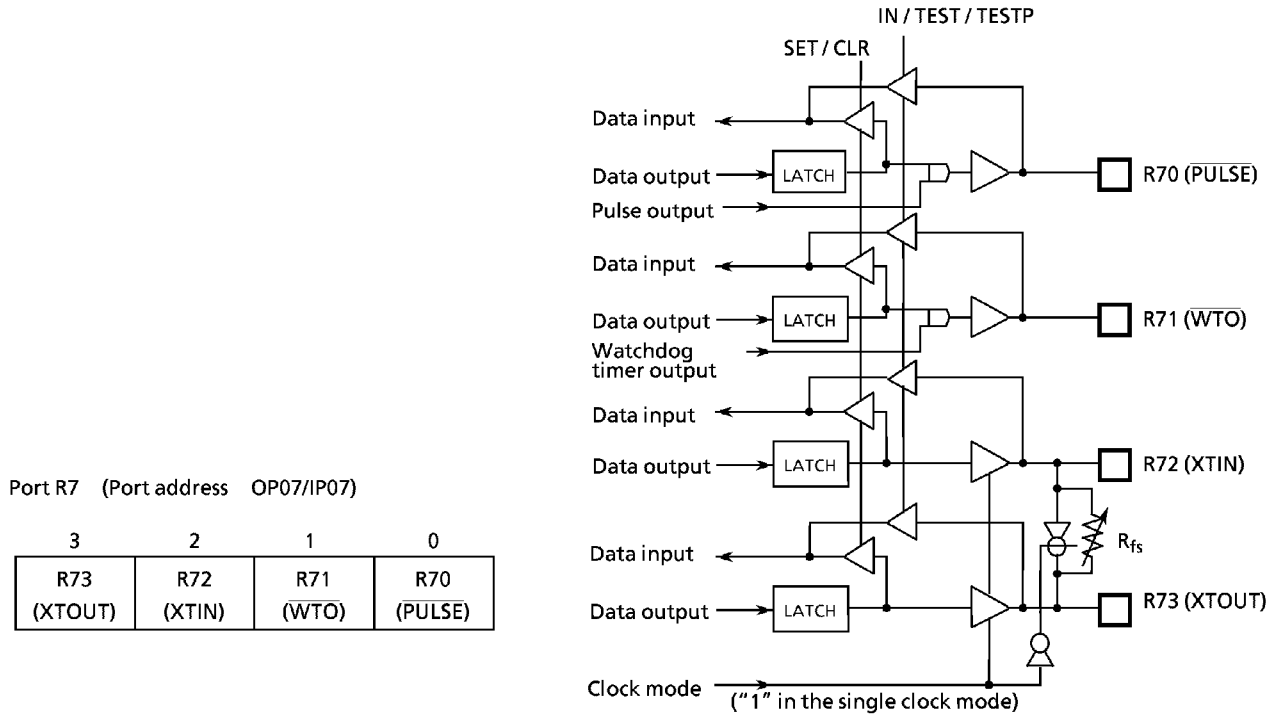 IN / TEST / TESTP
SET / CLR
Data input
Data output
LATCH
R70 (PULSE)
Pulse output
Data input
Data output
LATCH
R71 (WTO)
Watchdog
timer output
Data input
Data output
LATCH
R72 (XTIN)
Rfs
Data input
Data output
LATCH
R73 (XTOUT)
Clock mode
("1" in the single clock mode)
Port R7 (Port address OP07/IP07)
3 2 1 0
R73 R72 R71 R70
(XTOUT) (XTIN) (WTO) (PULSE)